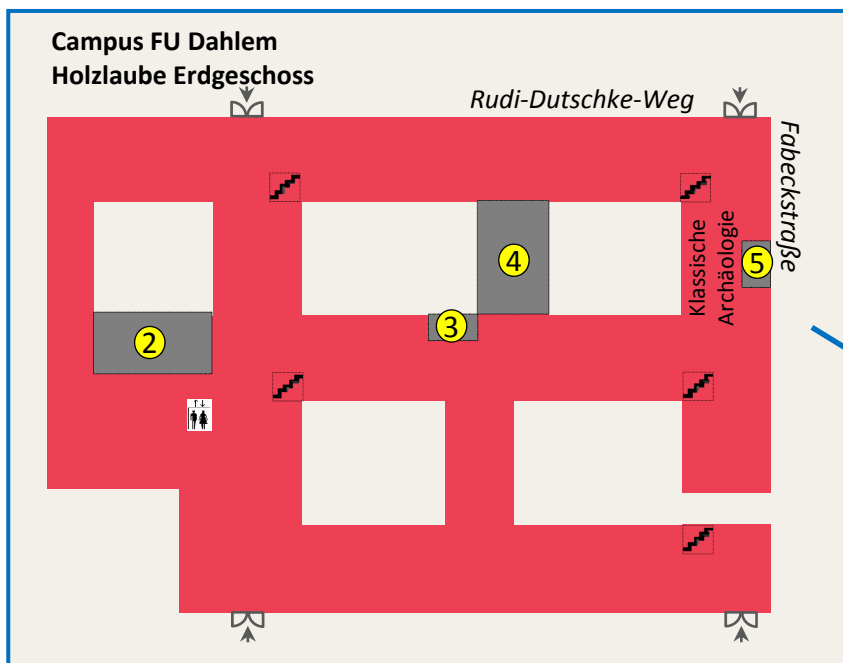 Campus FU Dahlem
Holzlaube Erdgeschoss
Rudi-Dutschke-Weg
Fabeckstraße
Klassische
Archäologie
4
5
3
2